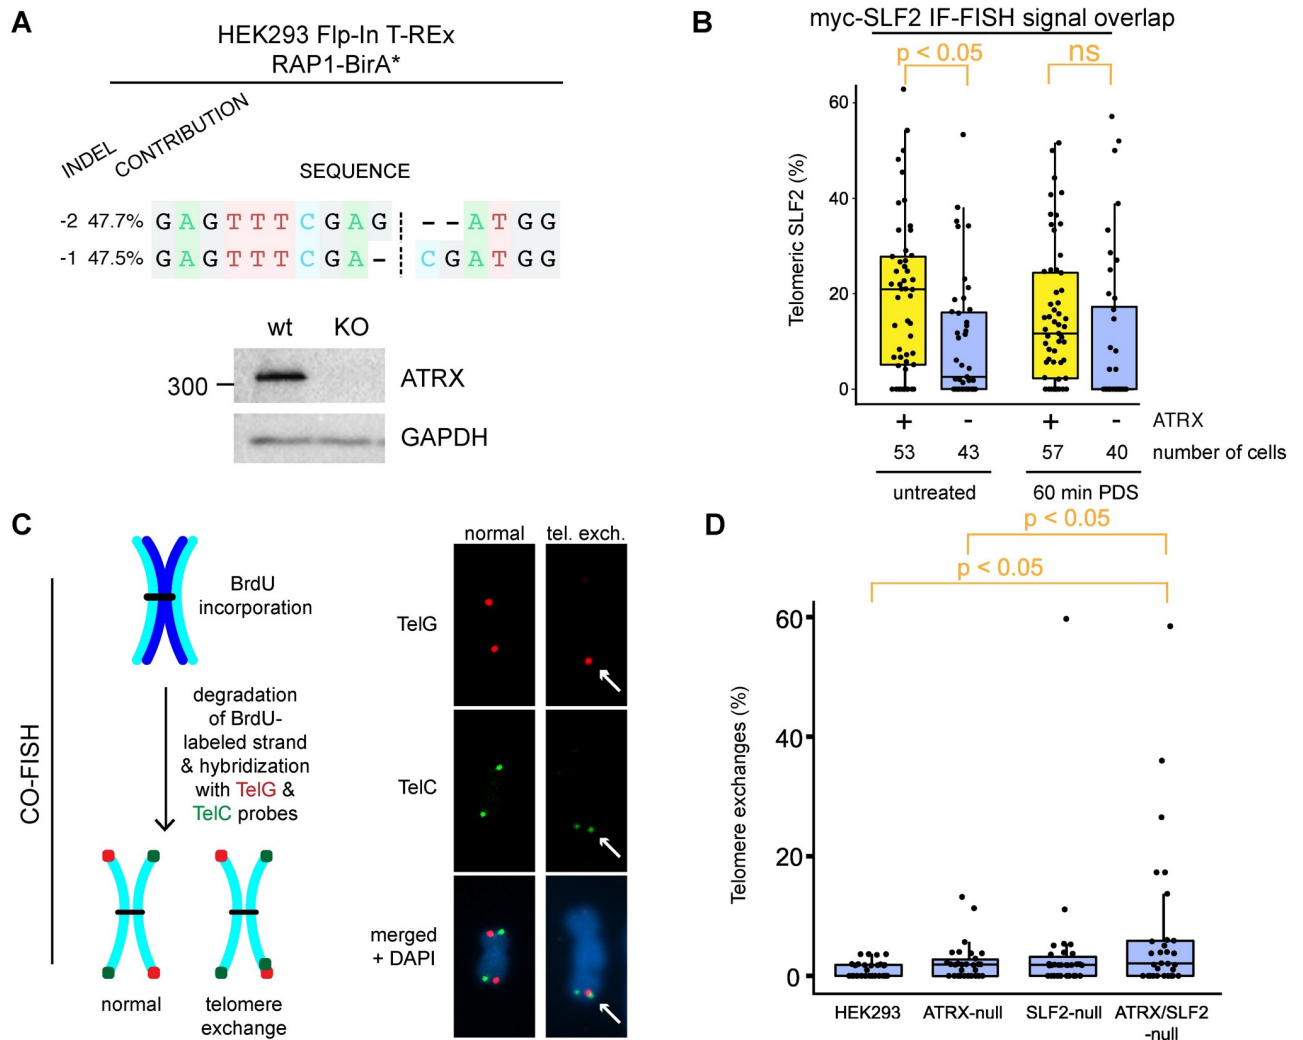 A
HEK293 Flp-In T-REx
RAP1-BirA*
INDEL
CONTRIBUTION
SEQUENCE
-2 47.7% G A G T T T C G A G - - A T G G
-1 47.5% G A G T T T C G A - C G A T G G
wt KO
300
ATRX
GAPDH
B
myc-SLF2 IF-FISH signal overlap
p < 0.05
ns
Telomeric SLF2 (%)
60
40
20
0
+ - + - ATRX
53 43 57 40 number of cells
untreated
60 min PDS
C
CO-FISH
BrdU
incorporation
degradation
of BrdU-
labeled strand
& hybridization
with TelG &
TelC probes
normal
telomere
exchange
normal
tel. exch.
TelG
TelC
merged
+ DAPI
D
p < 0.05
p < 0.05
Telomere exchanges (%)
60
40
20
0
HEK293
ATRX-null
SLF2-null
ATRX/SLF2
-null